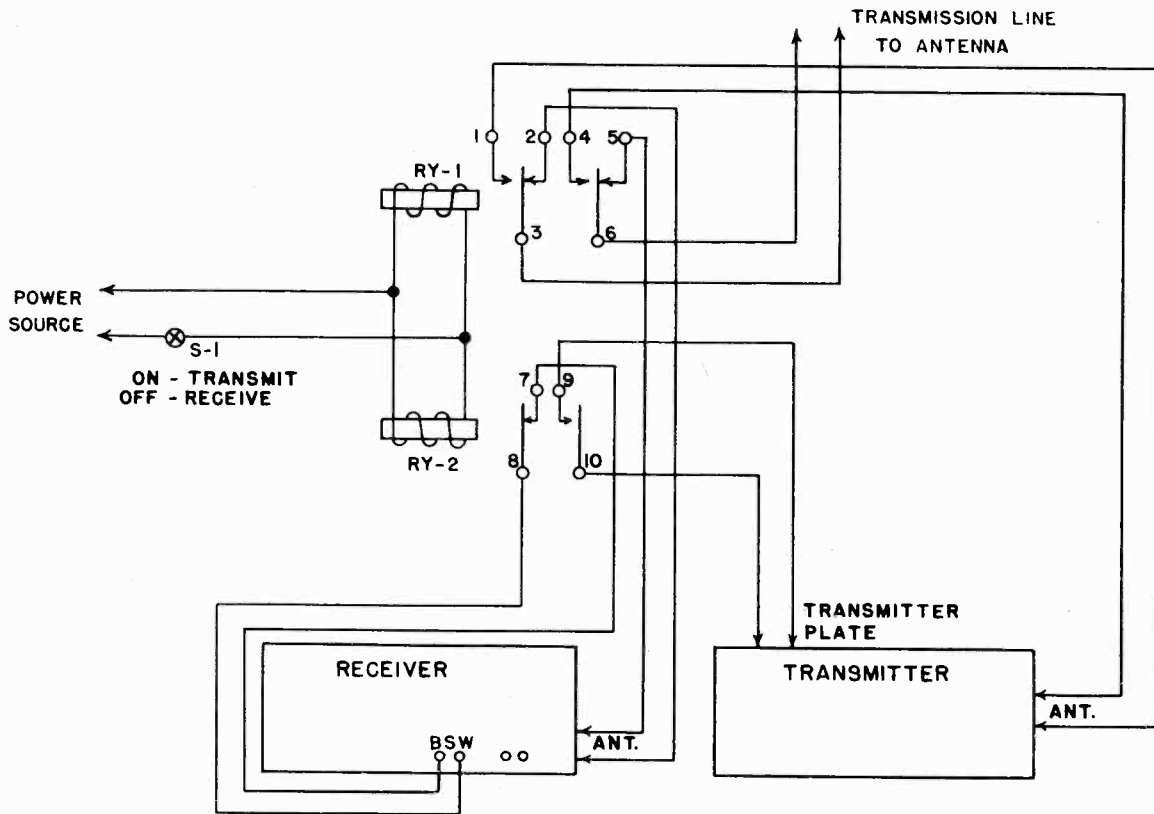 TRANSMISSION LINE
TO ANTENNA
1
2
4
5
RY-1
3
6
POWER
SOURCE
S-1
ON - TRANSMIT
OFF - RECEIVE
7
9
RY-2
8
10
TRANSMITTER
PLATE
RECEIVER
TRANSMITTER
BSW
ANT.
ANT.